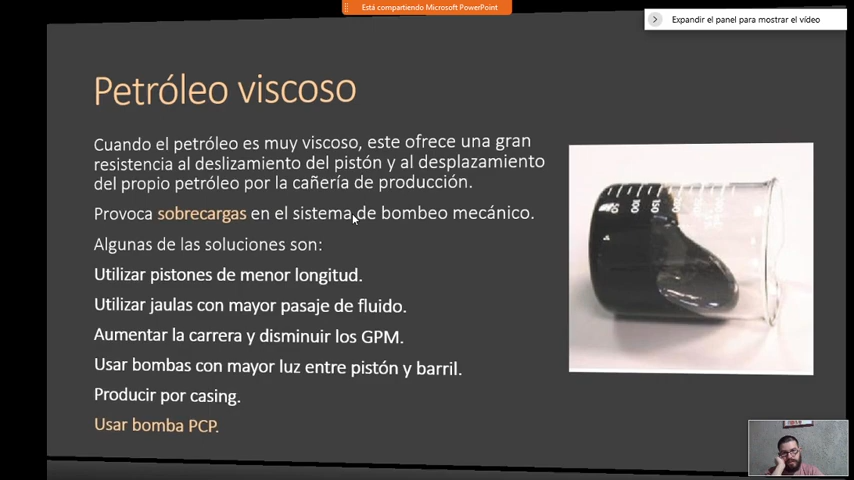 Está compartiendo Microsoft PowerPoint
Expandir el panel para mostrar el vídeo
Petróleo viscoso
Cuando el petróleo es muy viscoso, este ofrece una gran
resistencia al deslizamiento del pistón y al desplazamiento
del propio petróleo por la cañería de producción.
Provoca sobrecargas en el sistema de bombeo mecánico.
Algunas de las soluciones son:
Utilizar pistones de menor longitud.
Utilizar jaulas con mayor pasaje de fluido.
Aumentar la carrera y disminuir los GPM.
Usar bombas con mayor luz entre pistón y barril.
Producir por casing.
Usar bomba PCP.
50
100
150